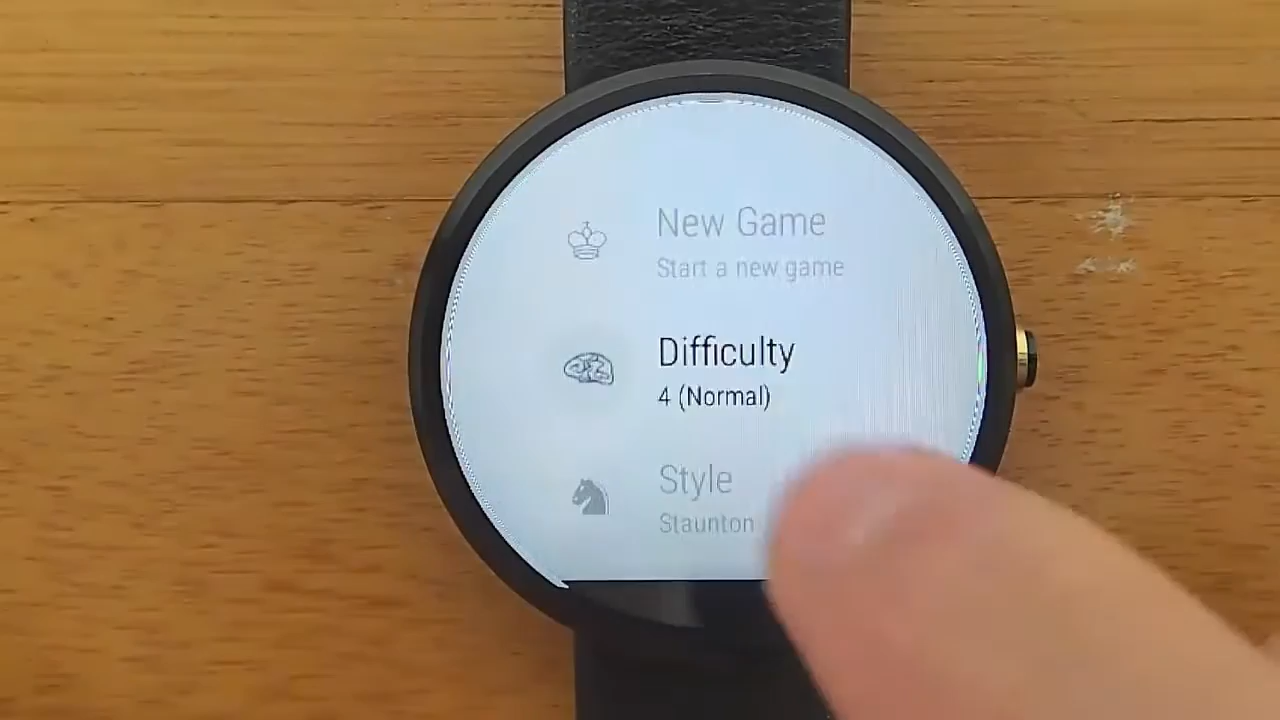 New Game
Start a new game
Difficulty
4 (Normal)
Style
Staunton